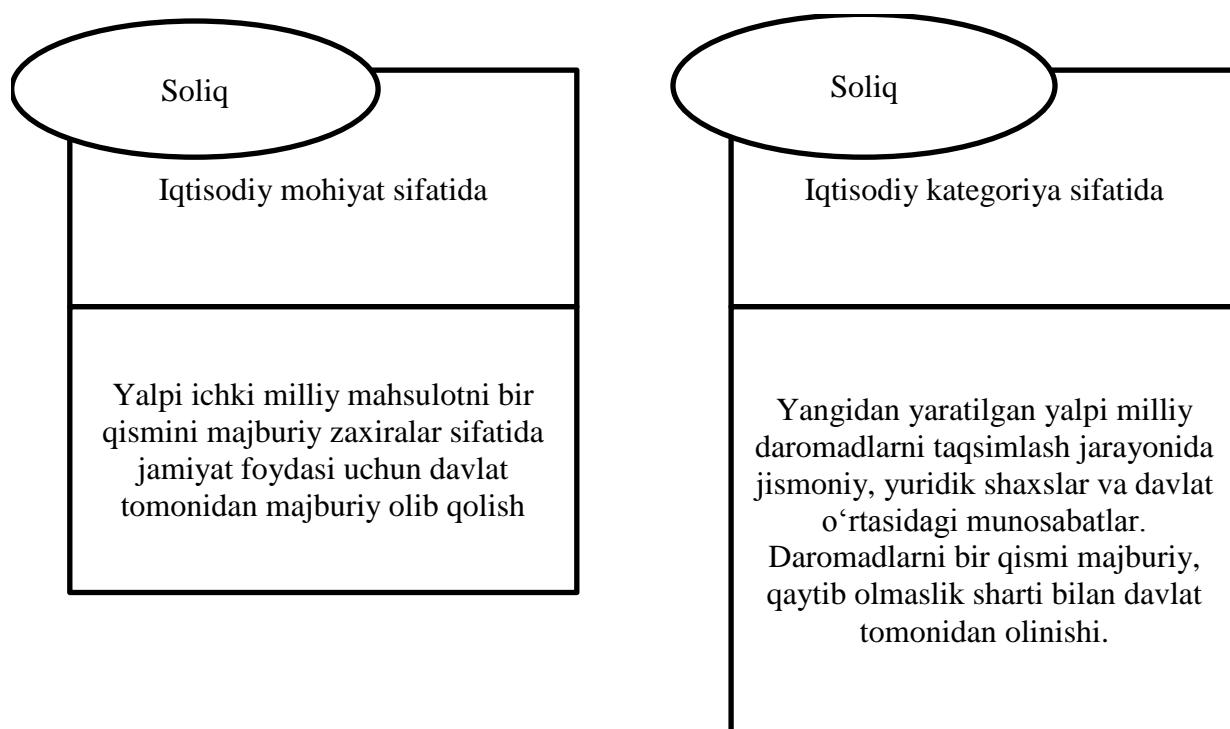 Soliq
Iqtisodiy mohiyat sifatida
Yalpi ichki milliy mahsulotni bir
qismini majburiy zaxiralar sifatida
jamiyat foydasi uchun davlat
tomonidan majburiy olib qolish
Soliq
Iqtisodiy kategoriya sifatida
Yangidan yaratilgan yalpi milliy
daromadlarni taqsimlash jarayonida
jismoniy, yuridik shaxslar va davlat
o‘rtasidagi munosabatlar.
Daromadlarni bir qismi majburiy,
qaytib olmaslik sharti bilan davlat
tomonidan olinishi.